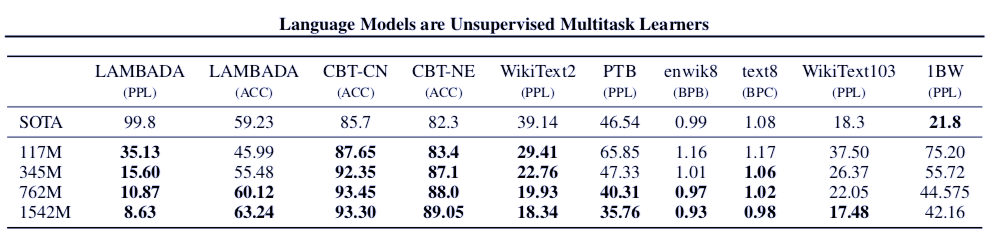 Language Models are Unsupervised Multitask Learners
LAMBADA LAMBADA CBT-CN CBT-NE WikiText2 PTB enwik8 text8 WikiText103 1BW
(PPL) (ACC) (ACC) (ACC) (PPL) (PPL) (BPB) (BPC) (PPL) (PPL)
SOTA 99.8 59.23 85.7 82.3 39.14 46.54 0.99 1.08 18.3 21.8
117M 35.13 45.99 87.65 83.4 29.41 65.85 1.16 1.17 37.50 75.20
345M 15.60 55.48 92.35 87.1 22.76 47.33 1.01 1.06 26.37 55.72
762M 10.87 60.12 93.45 88.0 19.93 40.31 0.97 1.02 22.05 44.575
1542M 8.63 63.24 93.30 89.05 18.34 35.76 0.93 0.98 17.48 42.16